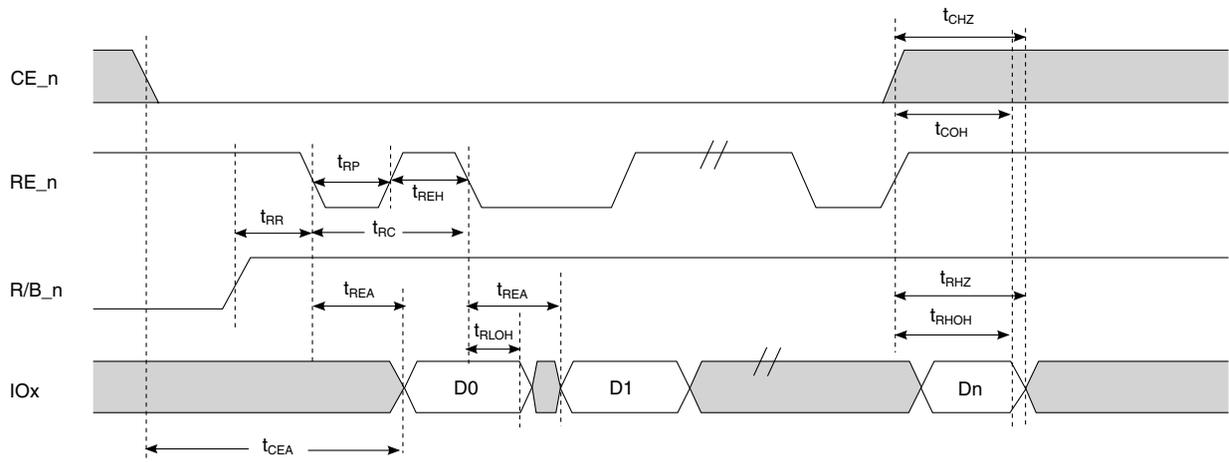 tCHZ
CE_n
tCOH
RE_n
tRP
tREH
tRR
tRC
R/B_n
tREA
tREA
tRHZ
tRLOH
tRHOH
IOx
D0
D1
Dn
tCEA